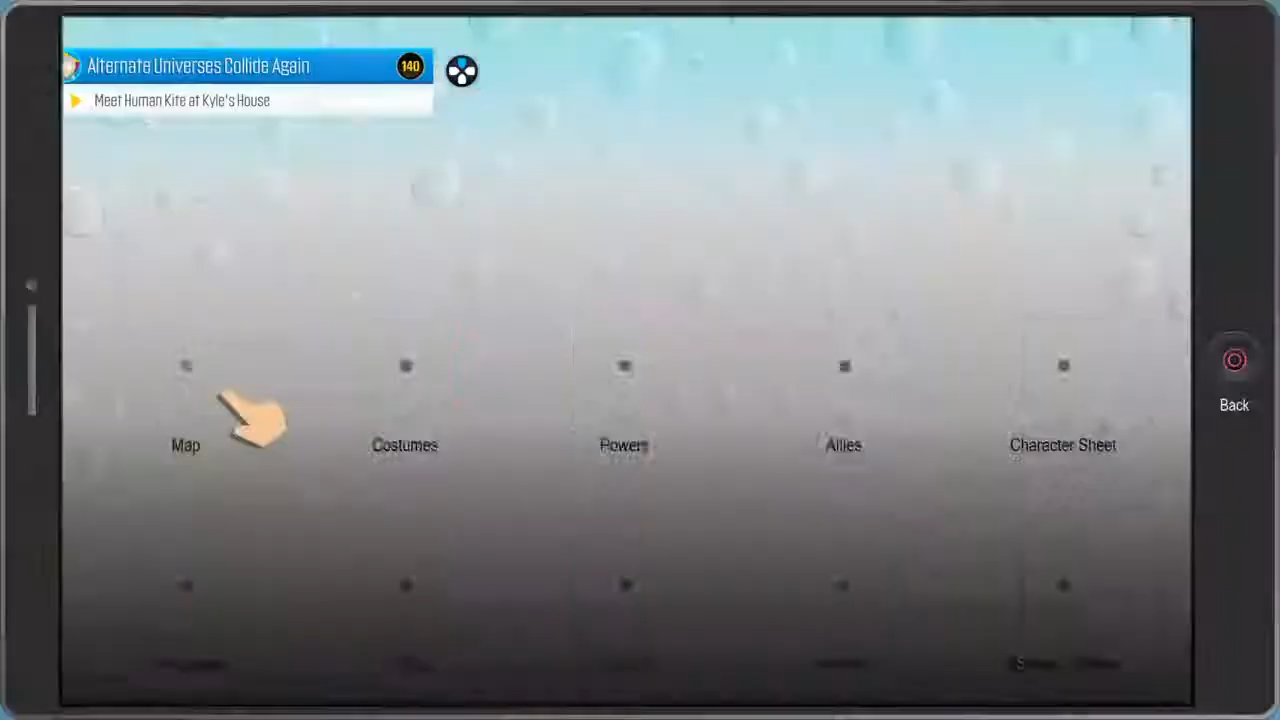 Alternate Universes Collide Again 140
Meet Human Kite at Kyle's House
Back
Map Costumes Powers Allies Character Sheet